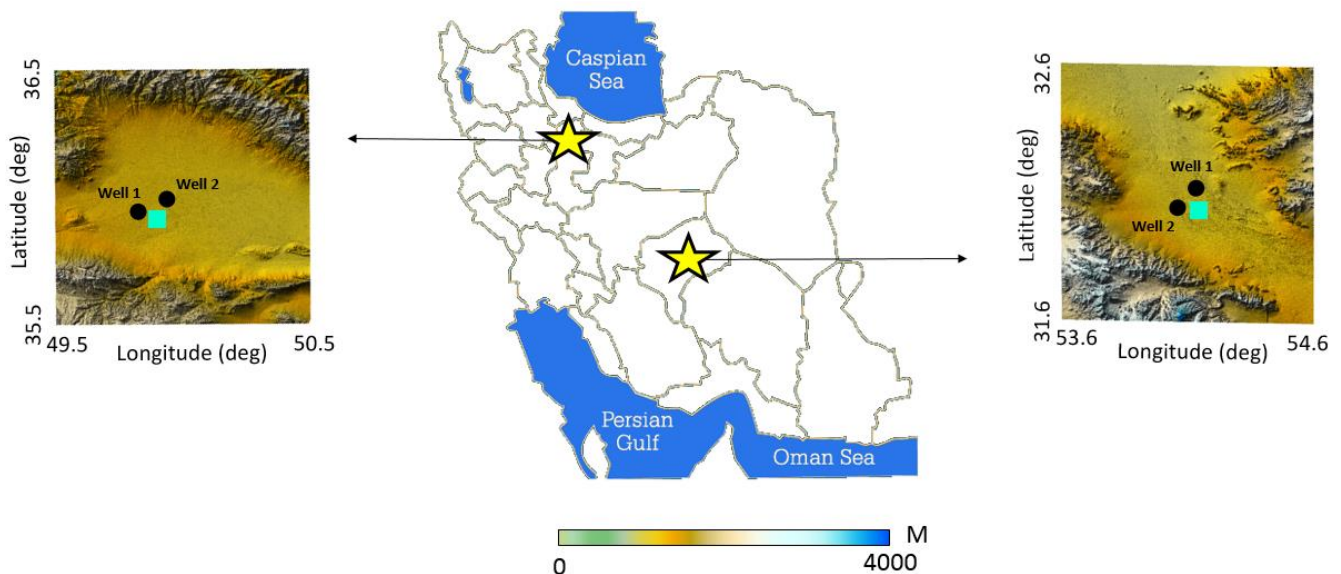 36.5
Latitude (deg)
35.5
Well 1
Well 2
49.5
50.5
Longitude (deg)
Caspian
Sea
Persian
Gulf
Oman Sea
32.6
Latitude (deg)
31.6
Well 1
Well 2
53.6
54.6
Longitude (deg)
M
0
4000